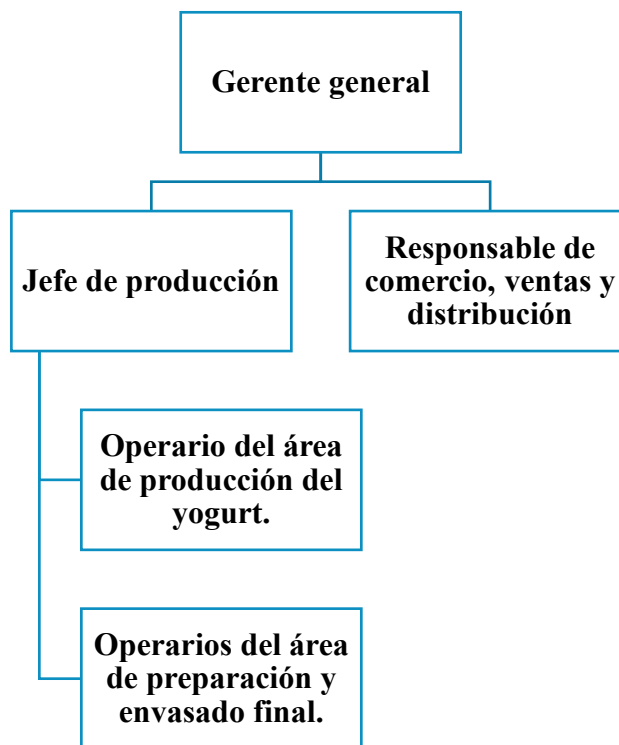 Gerente general
Jefe de producción
Responsable de
comercio, ventas y
distribución
Operario del área
de producción del
yogurt.
Operarios del área
de preparación y
envasado final.